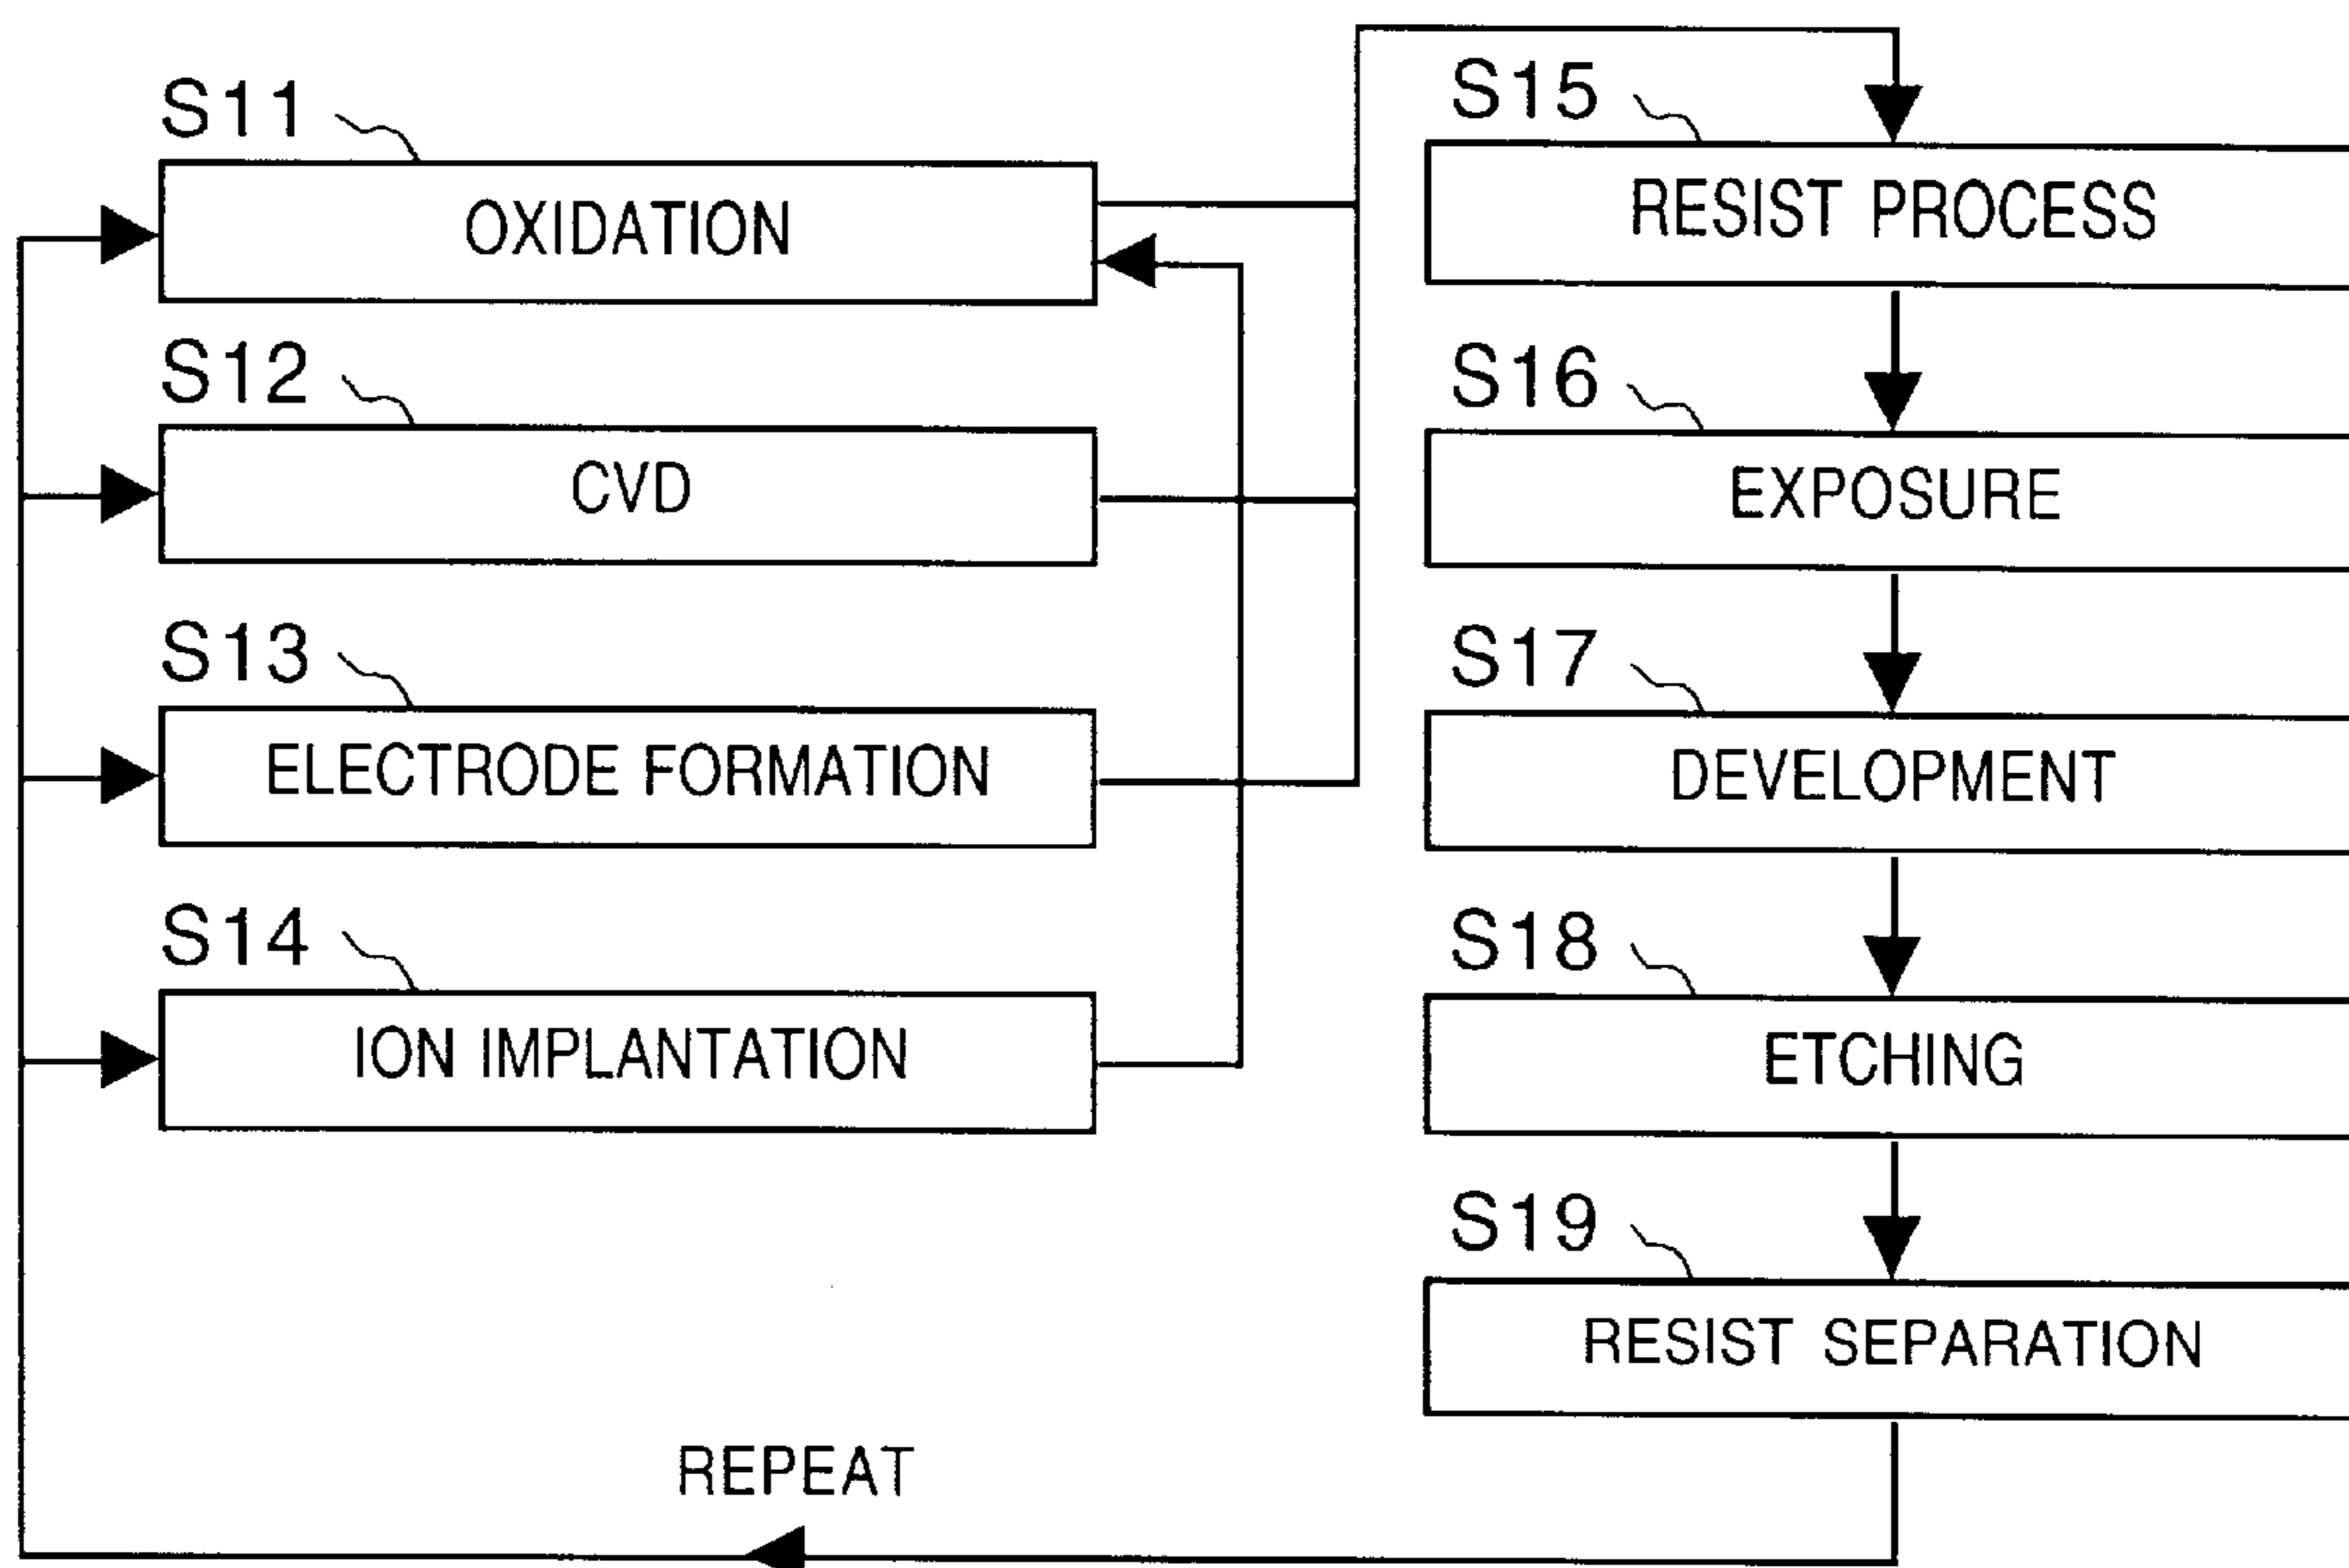 S11
OXIDATION
S12
CVD
S13
ELECTRODE FORMATION
S14
ION IMPLANTATION
S15
RESIST PROCESS
S16
EXPOSURE
S17
DEVELOPMENT
S18
ETCHING
S19
RESIST SEPARATION
REPEAT